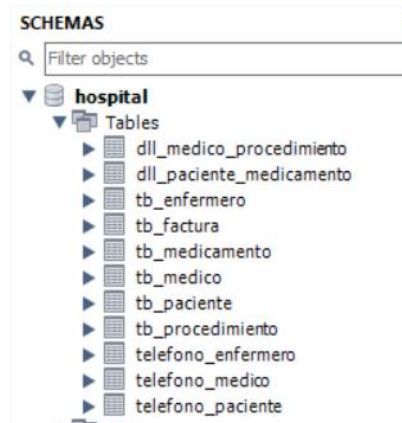 SCHEMAS
Filter objects
hospital
Tables
dll_medico_procedimiento
dll_paciente_medicamento
tb_enfermero
tb_factura
tb_medicamento
tb_medico
tb_paciente
tb_procedimiento
telefono_enfermero
telefono_medico
telefono_paciente